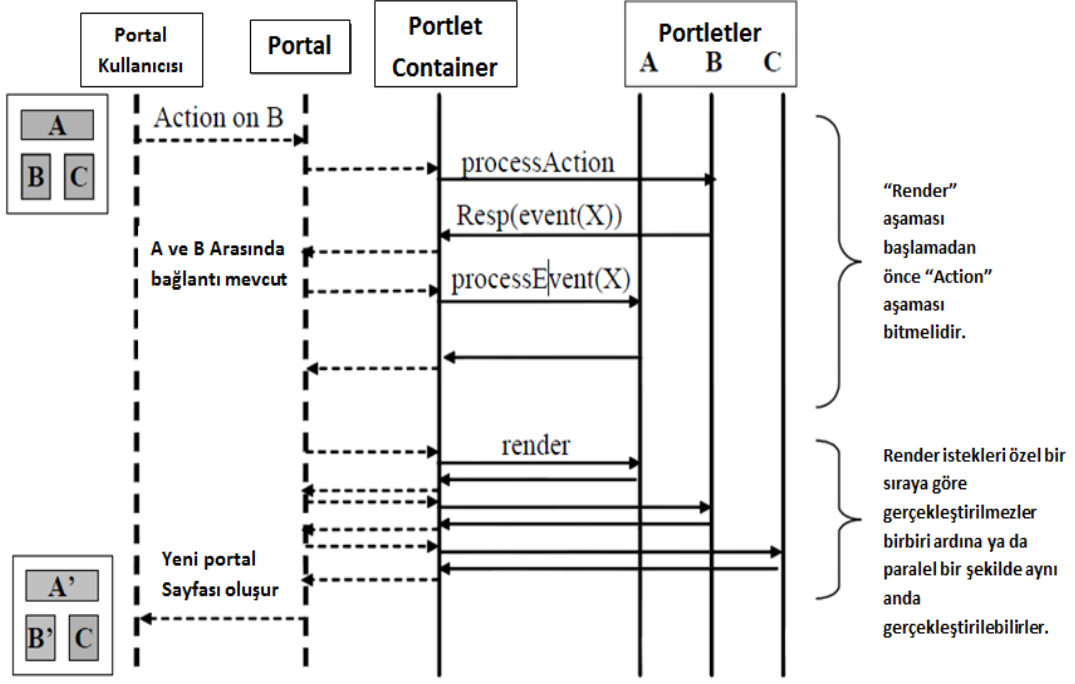 Portal
Kullanıcısı
Portal
Portlet
Container
Portletler
A B C
A
B C
Action on B
processAction
Resp(event(X))
A ve B Arasında
bağlantı mevcut
processEvent(X)
“Render”
aşaması
başlamadan
önce “Action”
aşaması
bitmelidir.
render
Render istekleri özel bir
sıraya göre
gerçekleştirilmezler
birbiri ardına ya da
paralel bir şekilde aynı
anda
gerçekleştirilebilirler.
Yeni portal
Sayfası oluşur
A’
B’ C